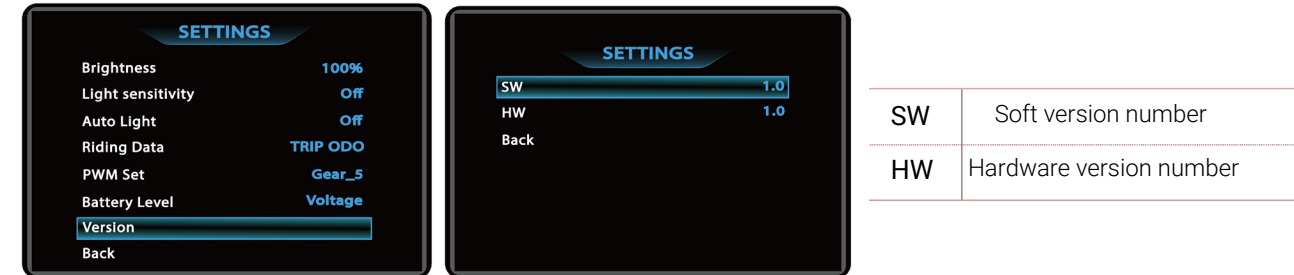 SETTINGS
Brightness 100%
Light sensitivity Off
Auto Light Off
Riding Data TRIP ODO
PWM Set Gear_5
Battery Level Voltage
Version
Back
SETTINGS
SW 1.0
HW 1.0
Back
SW Soft version number
HW Hardware version number